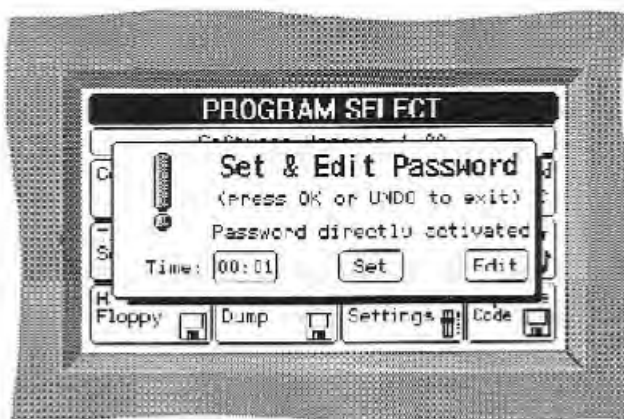 PROGRAM SELECT
Set & Edit Password
(press OK or UNDO to exit)
Password directly activated
Time: 00:01 Set Edit
Floppy Dump Settings Code